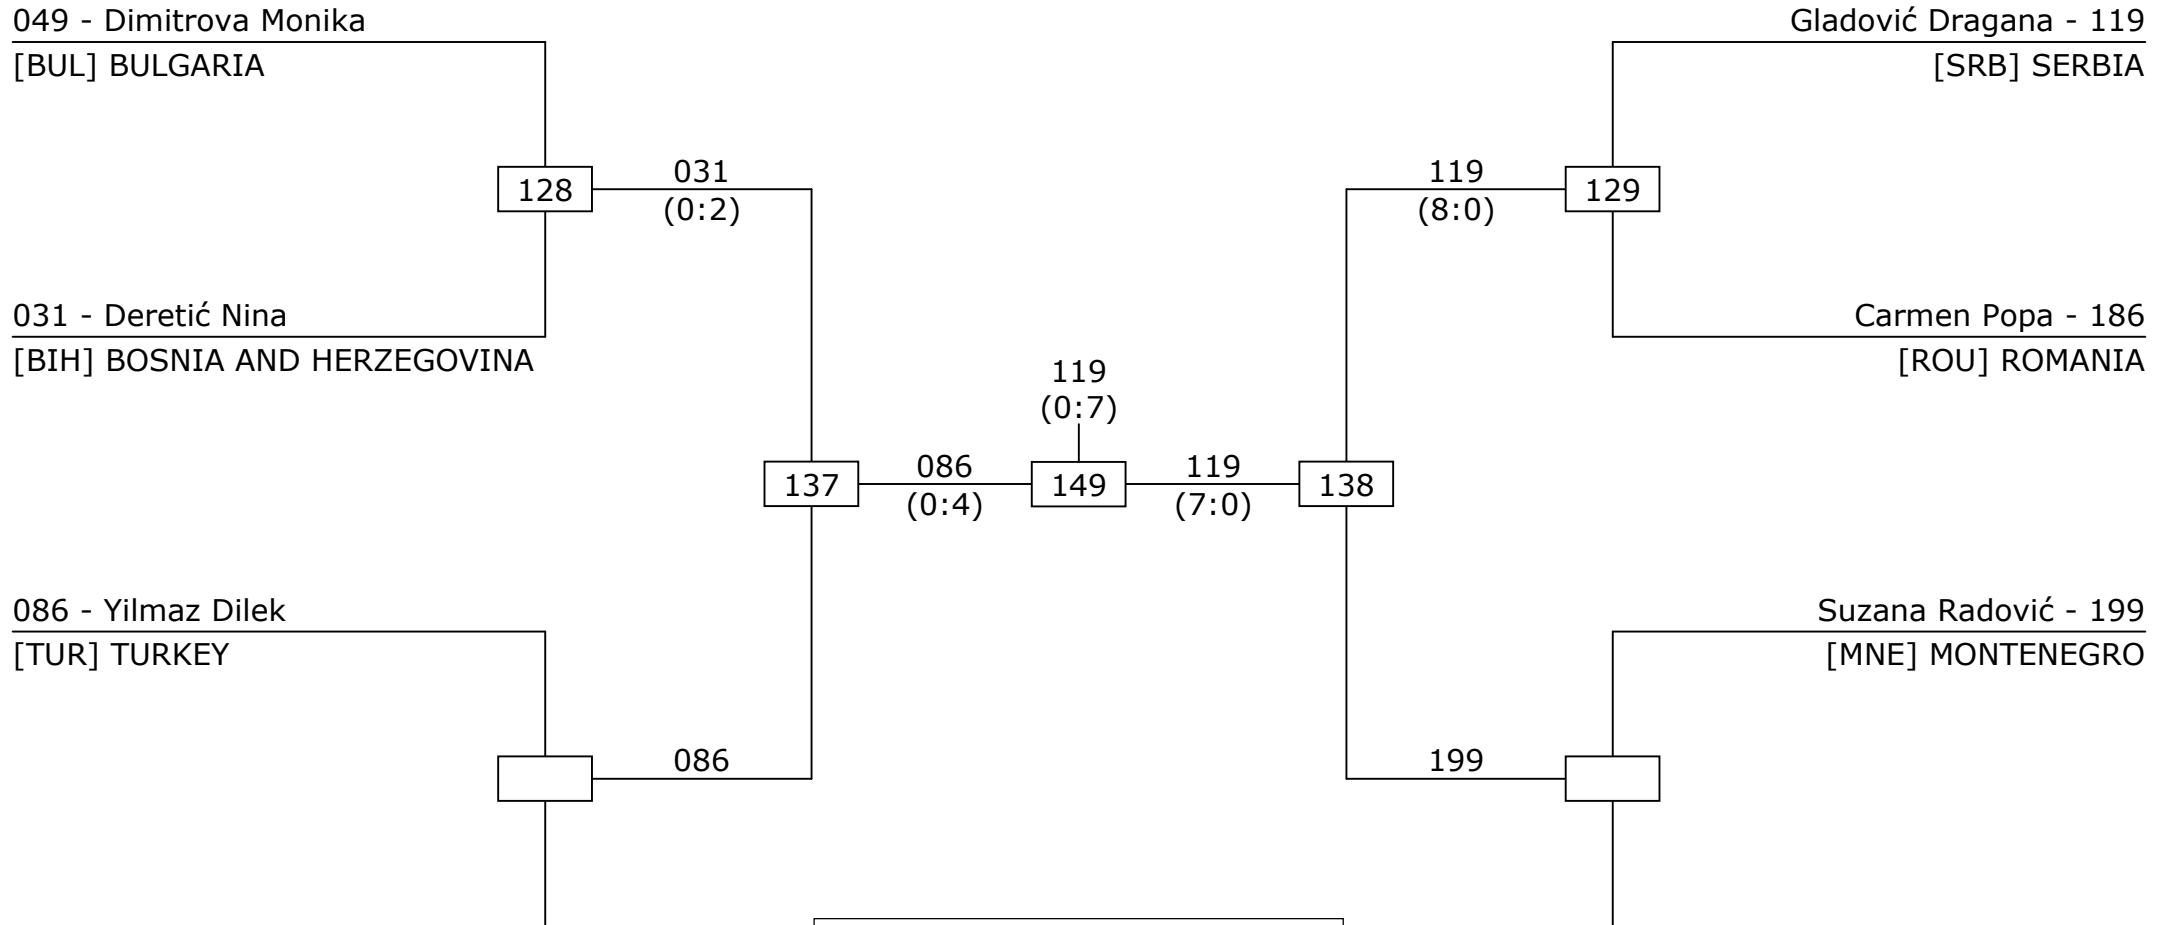 049 - Dimitrova Monika
[BUL] BULGARIA
Gladović Dragana - 119
[SRB] SERBIA
128
031
(0:2)
119
(8:0)
129
031 - Deretić Nina
[BIH] BOSNIA AND HERZEGOVINA
Carmen Popa - 186
[ROU] ROMANIA
119
(0:7)
137
086
(0:4)
149
119
(7:0)
138
086 - Yilmaz Dilek
[TUR] TURKEY
Suzana Radović - 199
[MNE] MONTENEGRO
086
199